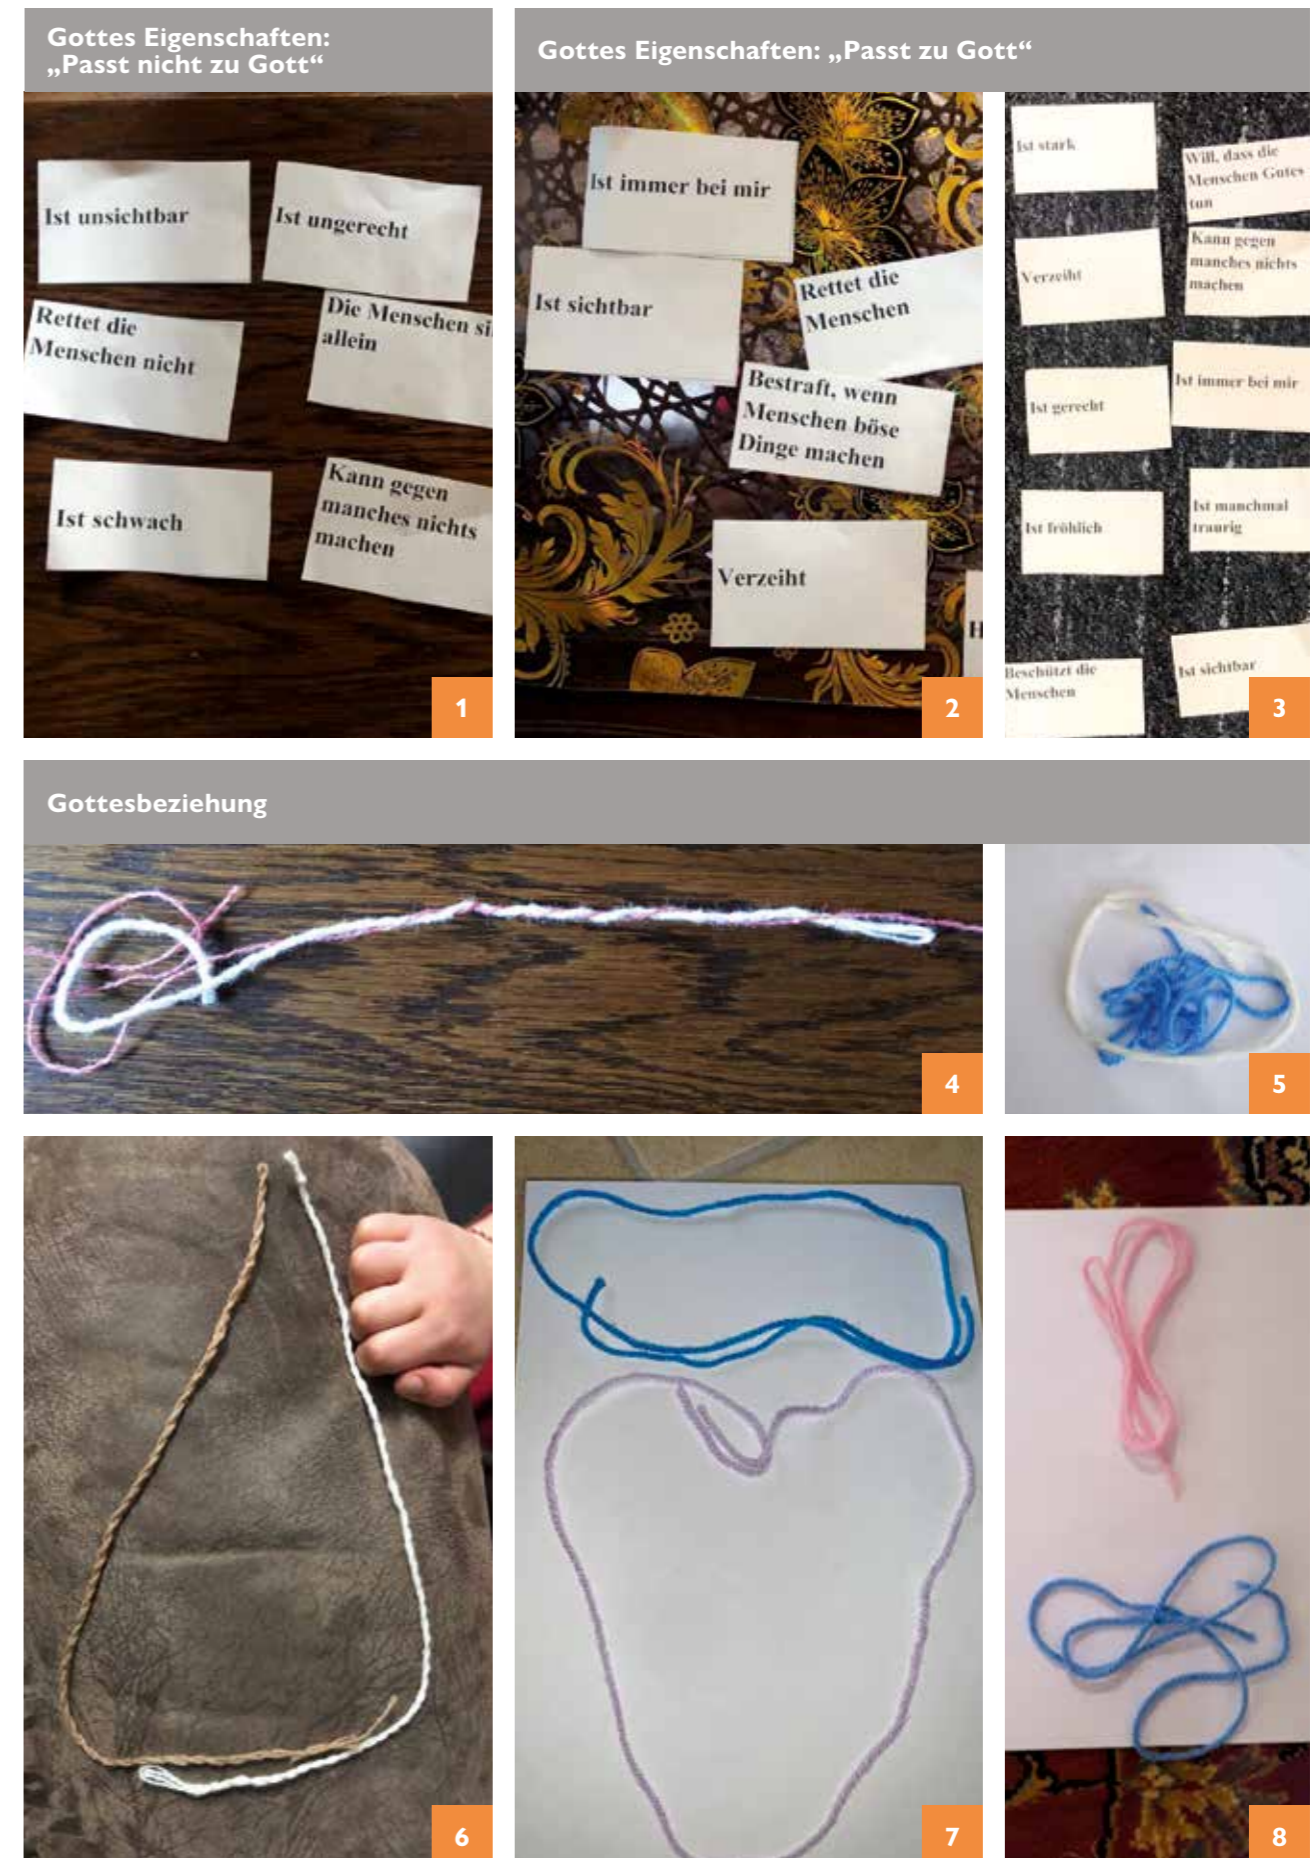 Gottes Eigenschaften:
„Passt nicht zu Gott“
Gottes Eigenschaften: „Passt zu Gott“
Ist unsichtbar
Ist ungerecht
Rettet die
Menschen nicht
Die Menschen si
allein
Ist schwach
Kann gegen
manches nichts
machen
1
Ist immer bei mir
Ist sichtbar
Rettet die
Menschen
Bestraft, wenn
Menschen böse
Dinge machen
Verzeiht
H
2
Ist stark
Will, dass die
Menschen Gutes
tun
Verzeiht
Kann gegen
manches nichts
machen
Ist gerecht
Ist immer bei mir
Ist fröhlich
Ist manchmal
traurig
Beschützt die
Menschen
Ist sichtbar
3
Gottesbeziehung
4
5
6
7
8